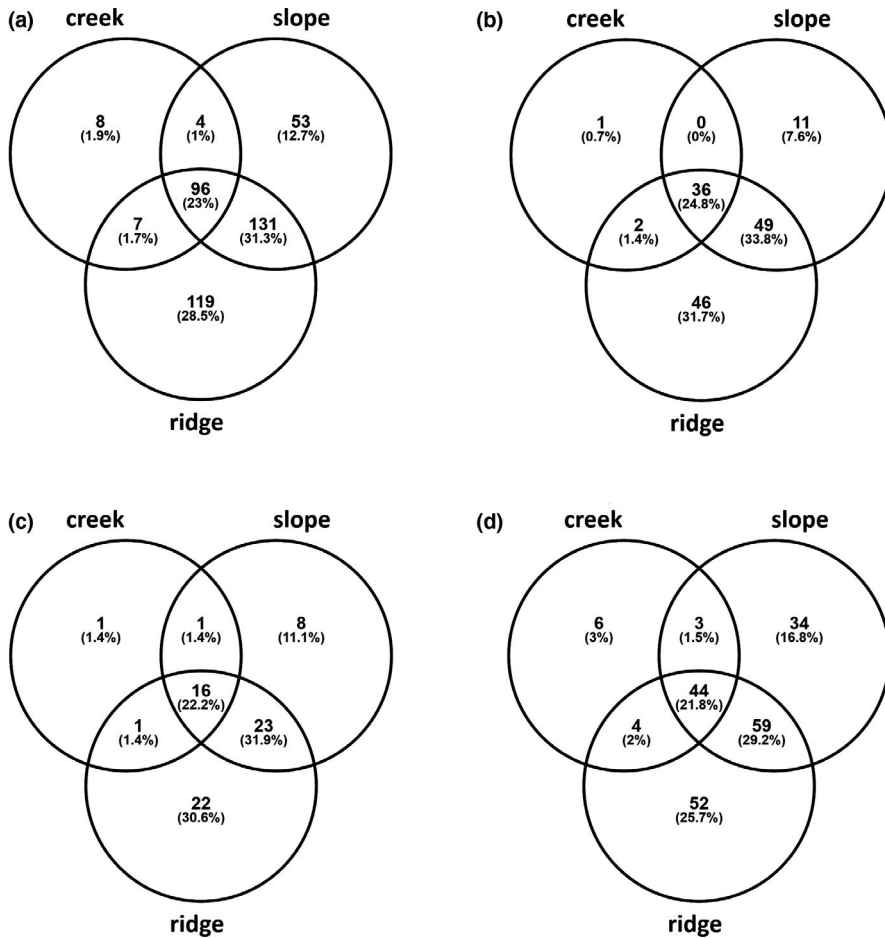 (a) creek slope (b) creek slope
8 4 53 1 0 11
(1.9%) (1%) (12.7%) (0.7%) (0%) (7.6%)
96 36
(23%) (24.8%)
7 131 2 49
(1.7%) (31.3%) (1.4%) (33.8%)
119 46
(28.5%) (31.7%)
ridge ridge
(c) creek slope (d) creek slope
1 1 8 6 3 34
(1.4%) (1.4%) (11.1%) (3%) (1.5%) (16.8%)
16 44
(22.2%) (21.8%)
1 23 4 59
(1.4%) (31.9%) (2%) (29.2%)
22 52
(30.6%) (25.7%)
ridge ridge